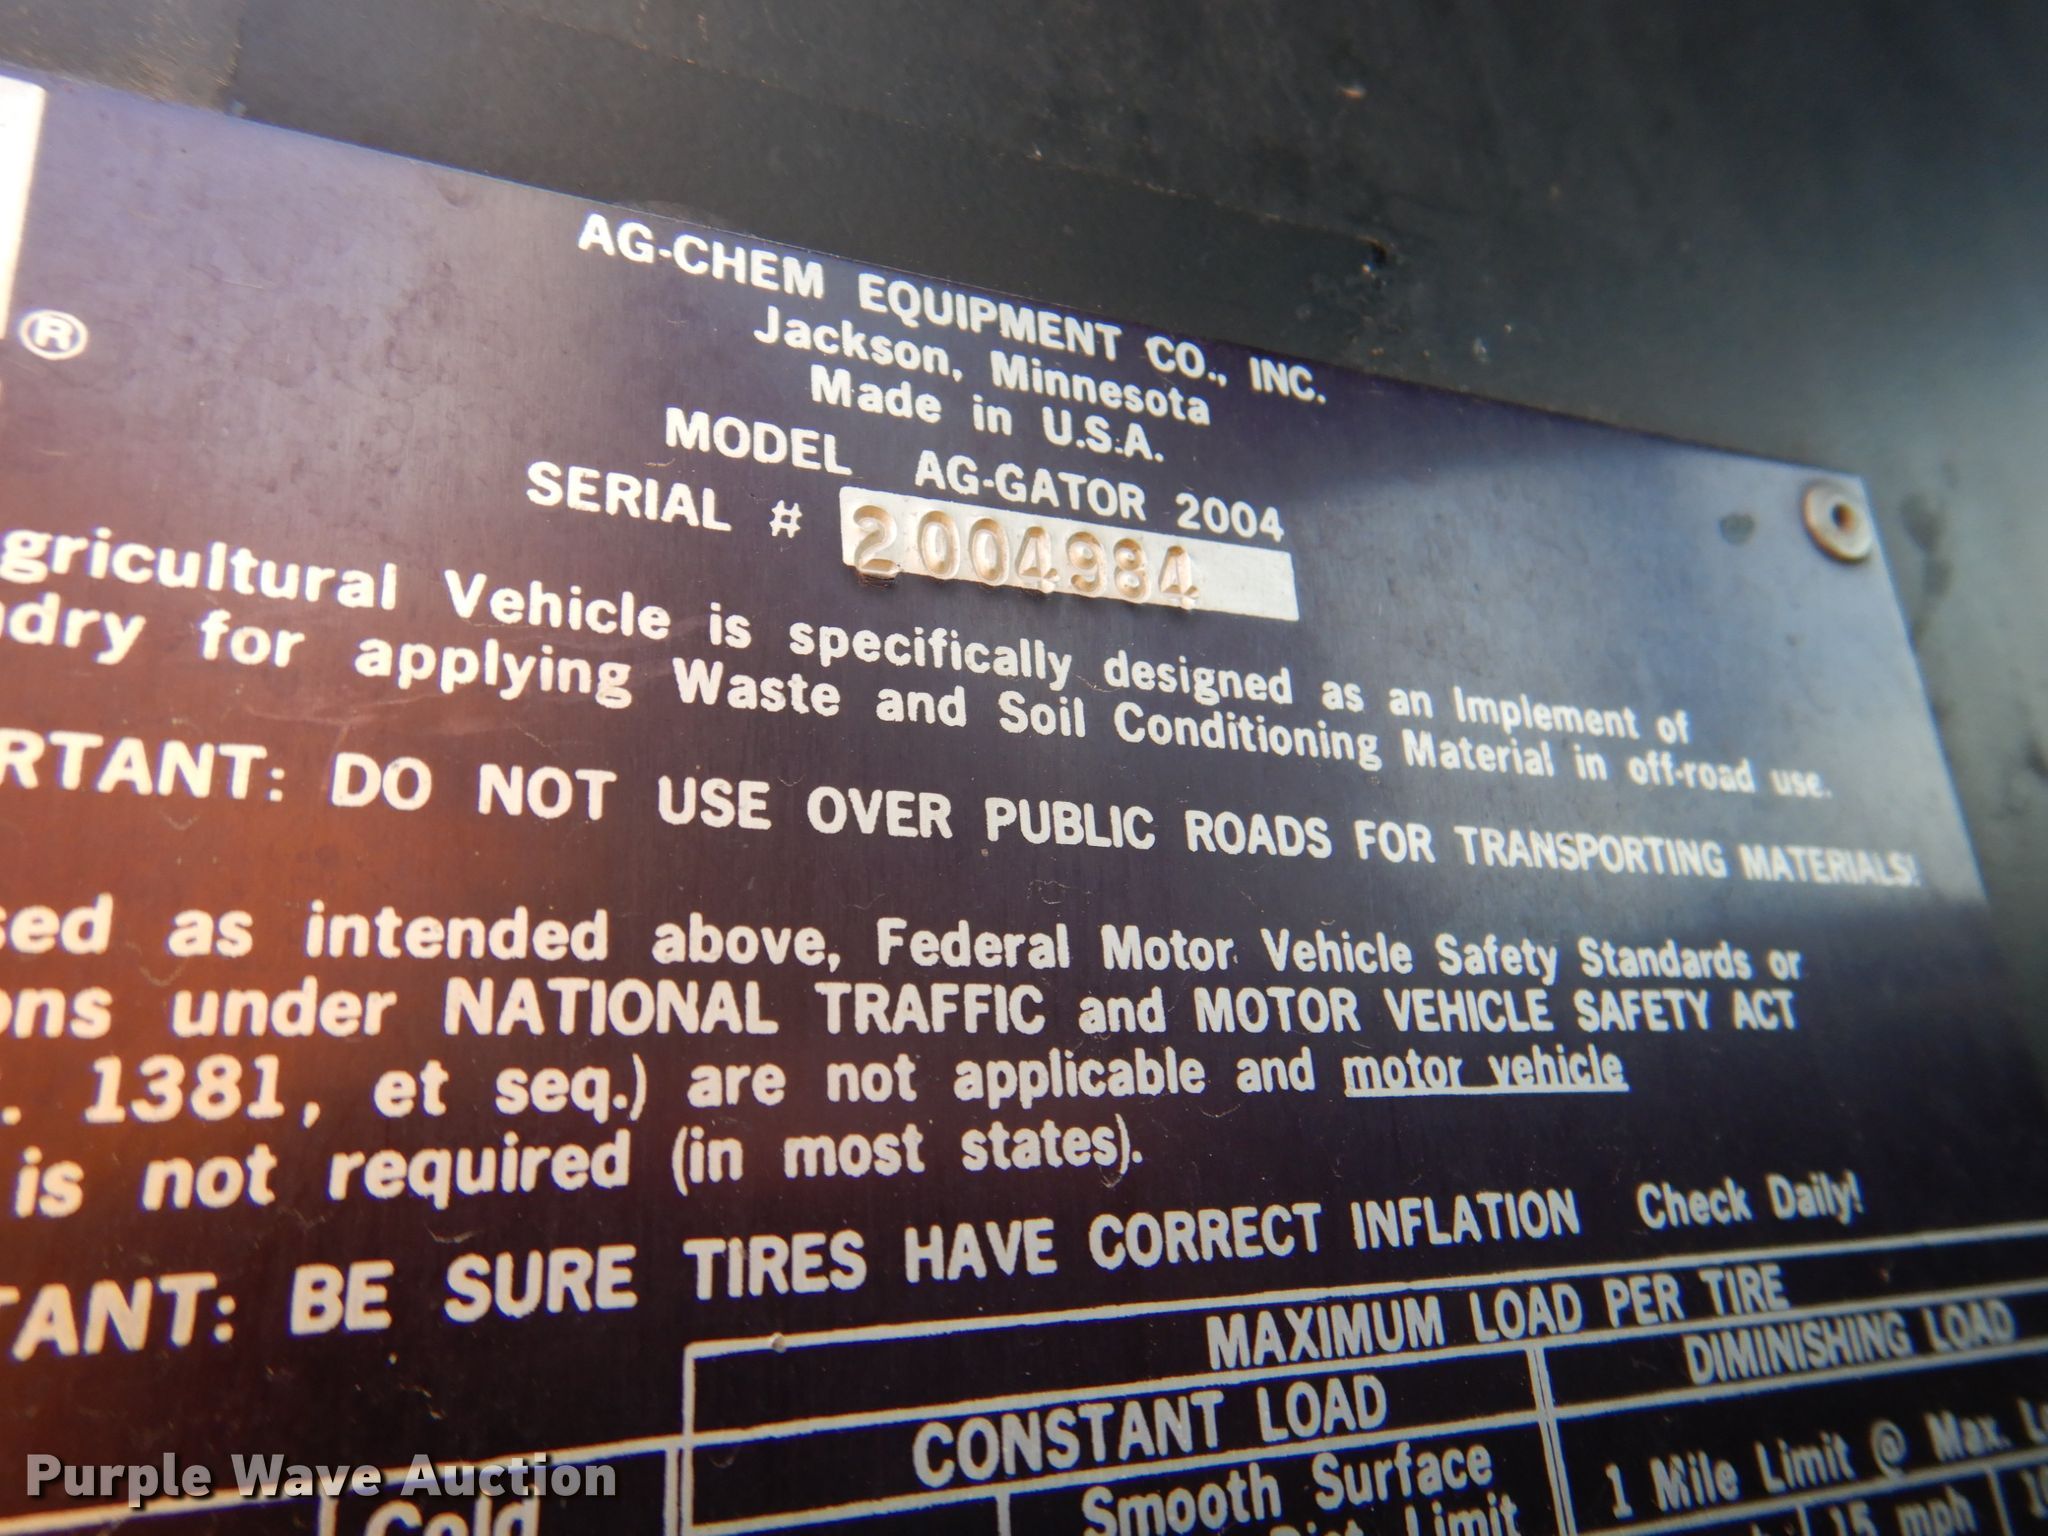 AG-CHEM EQUIPMENT CO., INC.
Jackson, Minnesota
Made in U.S.A.
MODEL AG-GATOR 2004
SERIAL # 2004984
®
gricultural Vehicle is specifically designed as an Implement of
ndry for applying Waste and Soil Conditioning Material in off-road use.
RTANT: DO NOT USE OVER PUBLIC ROADS FOR TRANSPORTING MATERIALS!
sed as intended above, Federal Motor Vehicle Safety Standards or
ons under NATIONAL TRAFFIC and MOTOR VEHICLE SAFETY ACT
. 1381, et seq.) are not applicable and motor vehicle
is not required (in most states).
TANT: BE SURE TIRES HAVE CORRECT INFLATION Check Daily!
MAXIMUM LOAD PER TIRE
CONSTANT LOAD DIMINISHING LOAD
Cold Smooth Surface 1 Mile Limit @ Max. Lo
Limit 15 mph 10
Purple Wave Auction